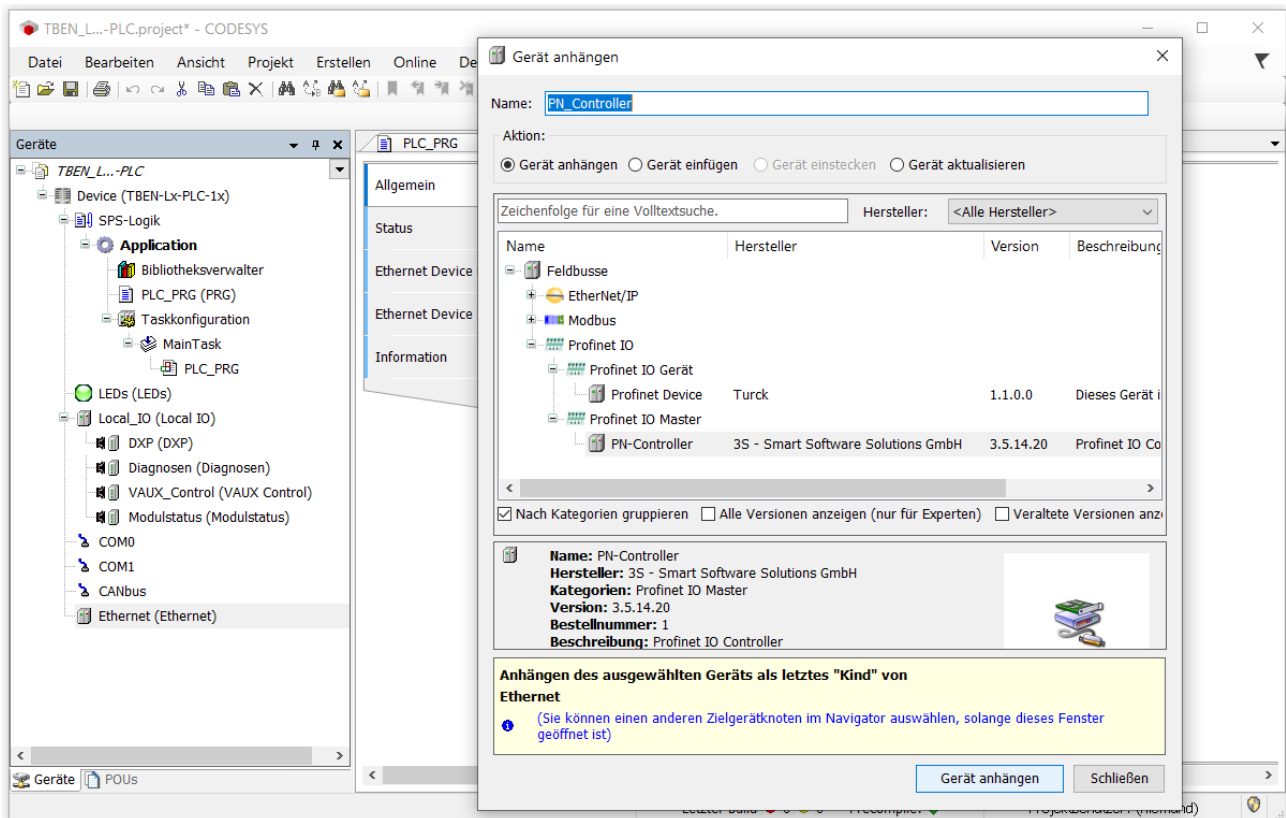 TBEN_L...-PLC.project* - CODESYS
Datei Bearbeiten Ansicht Projekt Erstellen Online De
Geräte
TBEN_L...-PLC
Device (TBEN-Lx-PLC-1x)
SPS-Logik
Application
Bibliotheksverwalter
PLC_PRG (PRG)
Taskkonfiguration
MainTask
PLC_PRG
LEDs (LEDs)
Local_IO (Local IO)
DXP (DXP)
Diagnosen (Diagnosen)
VAUX_Control (VAUX Control)
Modulstatus (Modulstatus)
COM0
COM1
CANbus
Ethernet (Ethernet)
Geräte POUs
PLC_PRG
Allgemein
Status
Ethernet Device
Ethernet Device
Information
Gerät anhängen
Name: PN_Controller
Aktion:
Gerät anhängen Gerät einfügen Gerät einstecken Gerät aktualisieren
Zeichenfolge für eine Volltextsuche. Hersteller: <Alle Hersteller>
Name Hersteller Version Beschreibung
Feldbusse
EtherNet/IP
Modbus
Profinet IO
Profinet IO Gerät
Profinet Device Turck 1.1.0.0 Dieses Gerät i
Profinet IO Master
PN-Controller 3S - Smart Software Solutions GmbH 3.5.14.20 Profinet IO Co
Nach Kategorien gruppieren Alle Versionen anzeigen (nur für Experten) Veraltete Versionen anz
Name: PN-Controller
Hersteller: 3S - Smart Software Solutions GmbH
Kategorien: Profinet IO Master
Version: 3.5.14.20
Bestellnummer: 1
Beschreibung: Profinet IO Controller
Anhängen des ausgewählten Geräts als letztes "Kind" von
Ethernet
(Sie können einen anderen Zielgerätknoten im Navigator auswählen, solange dieses Fenster
geöffnet ist)
Gerät anhängen Schließen